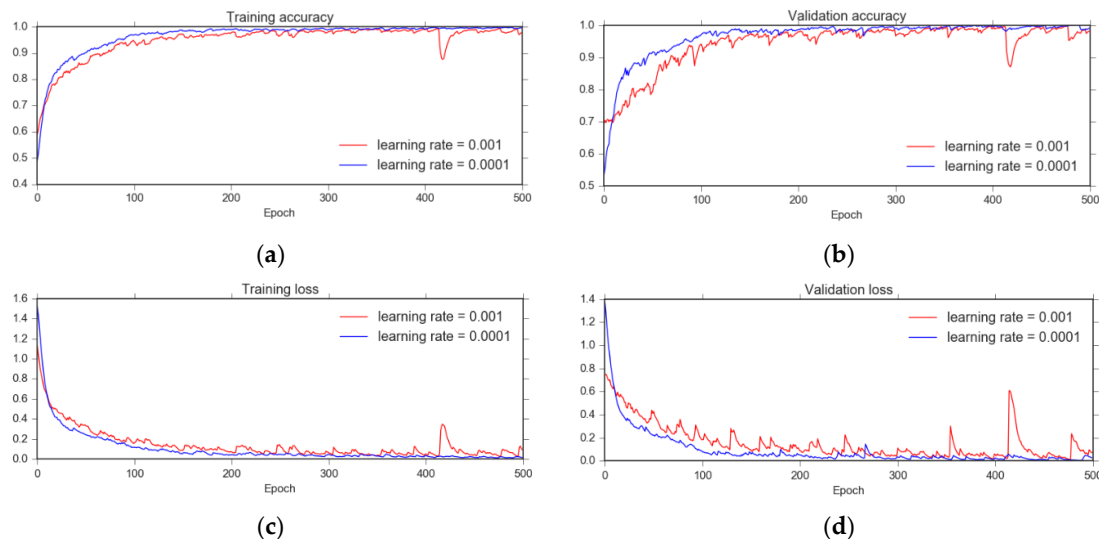 Training accuracy
1.0
0.9
0.8
0.7
0.6
0.5
0.4
learning rate = 0.001
learning rate = 0.0001
0 100 200 300 400 500
Epoch
(a)
Validation accuracy
1.0
0.9
0.8
0.7
0.6
0.5
learning rate = 0.001
learning rate = 0.0001
0 100 200 300 400 500
Epoch
(b)
Training loss
1.6
1.4
1.2
1.0
0.8
0.6
0.4
0.2
0.0
learning rate = 0.001
learning rate = 0.0001
0 100 200 300 400 500
Epoch
(c)
Validation loss
1.4
1.2
1.0
0.8
0.6
0.4
0.2
0.0
learning rate = 0.001
learning rate = 0.0001
0 100 200 300 400 500
Epoch
(d)